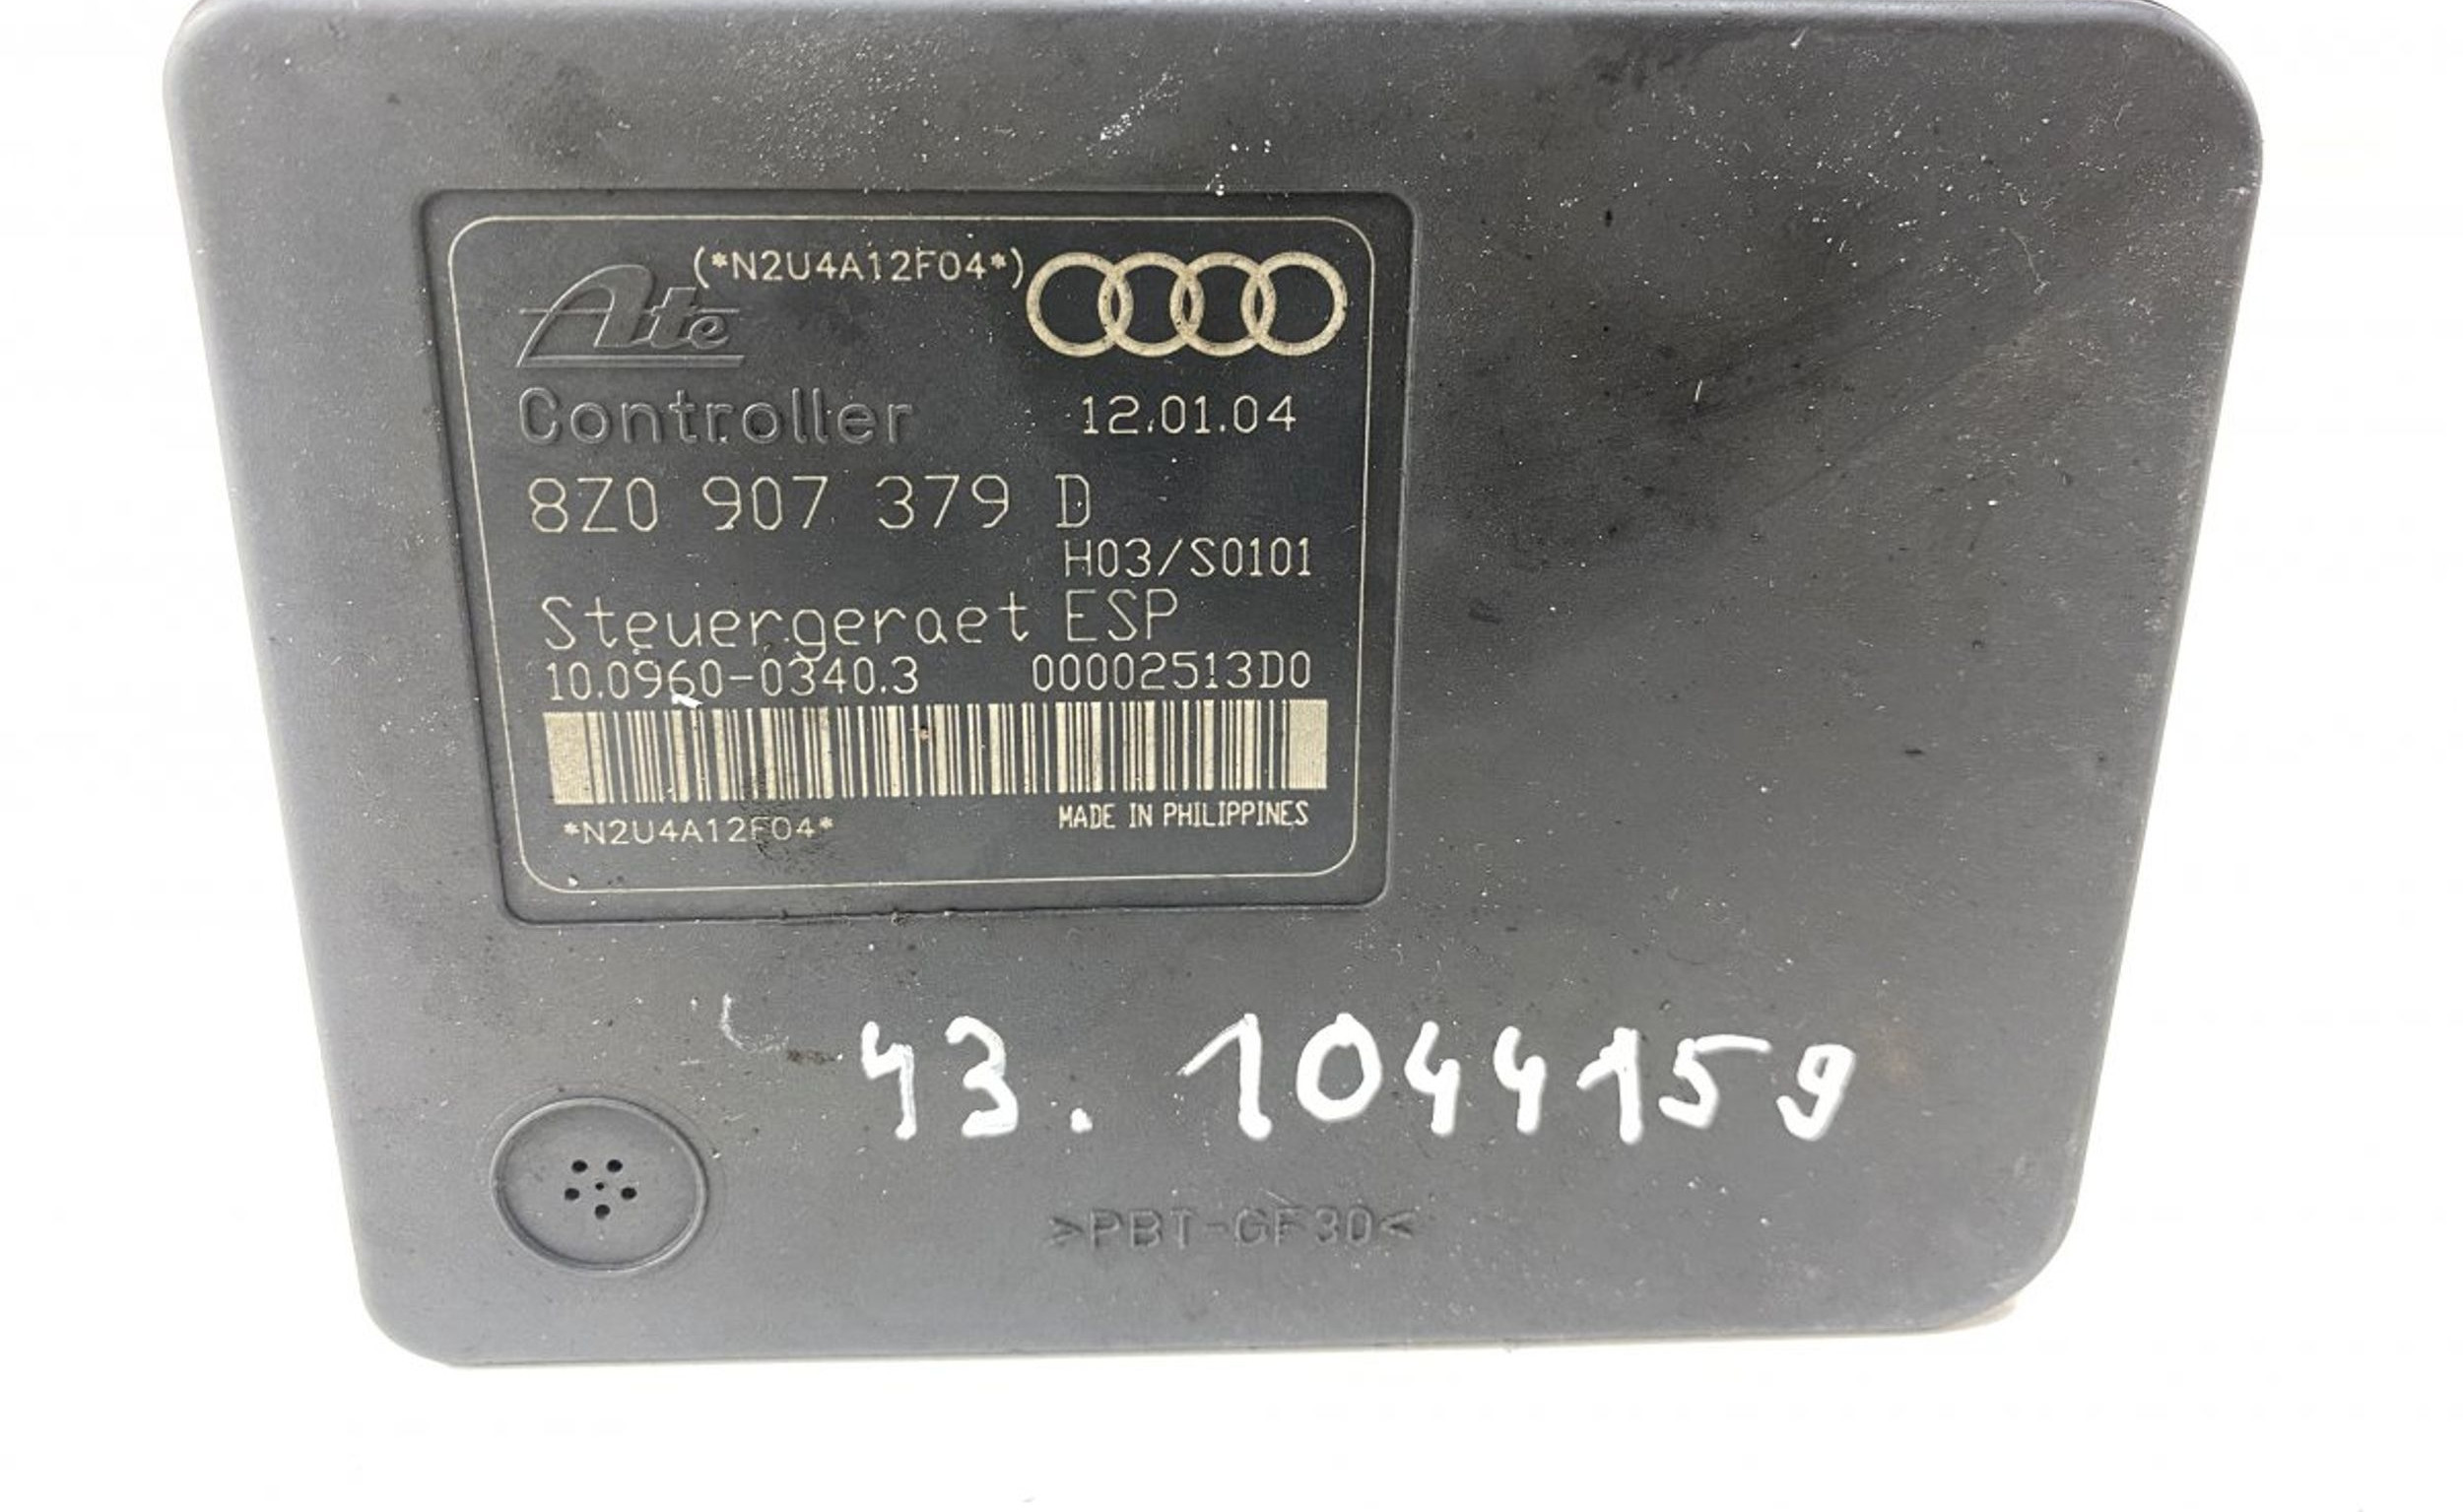 (*N2U4A12F04*)
Ate
Controller 12.01.04
8Z0 907 379 D
H03/S0101
Steuergeraet ESP
10.0960-0340.3 00002513D0
*N2U4A12F04* MADE IN PHILIPPINES
43. 1044159
>PBT-GF30<